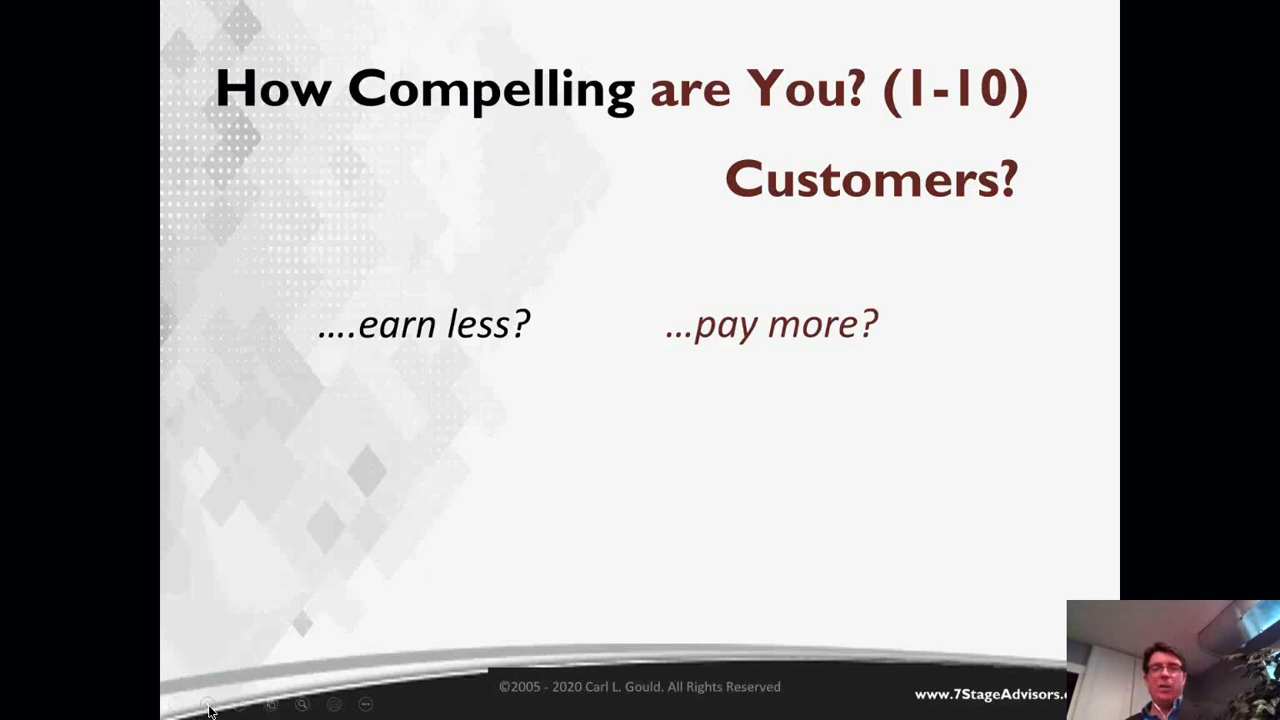 How Compelling are You? (1-10)
Customers?
....earn less? ...pay more?
©2005 - 2020 Carl L. Gould. All Rights Reserved
www.7StageAdvisors.